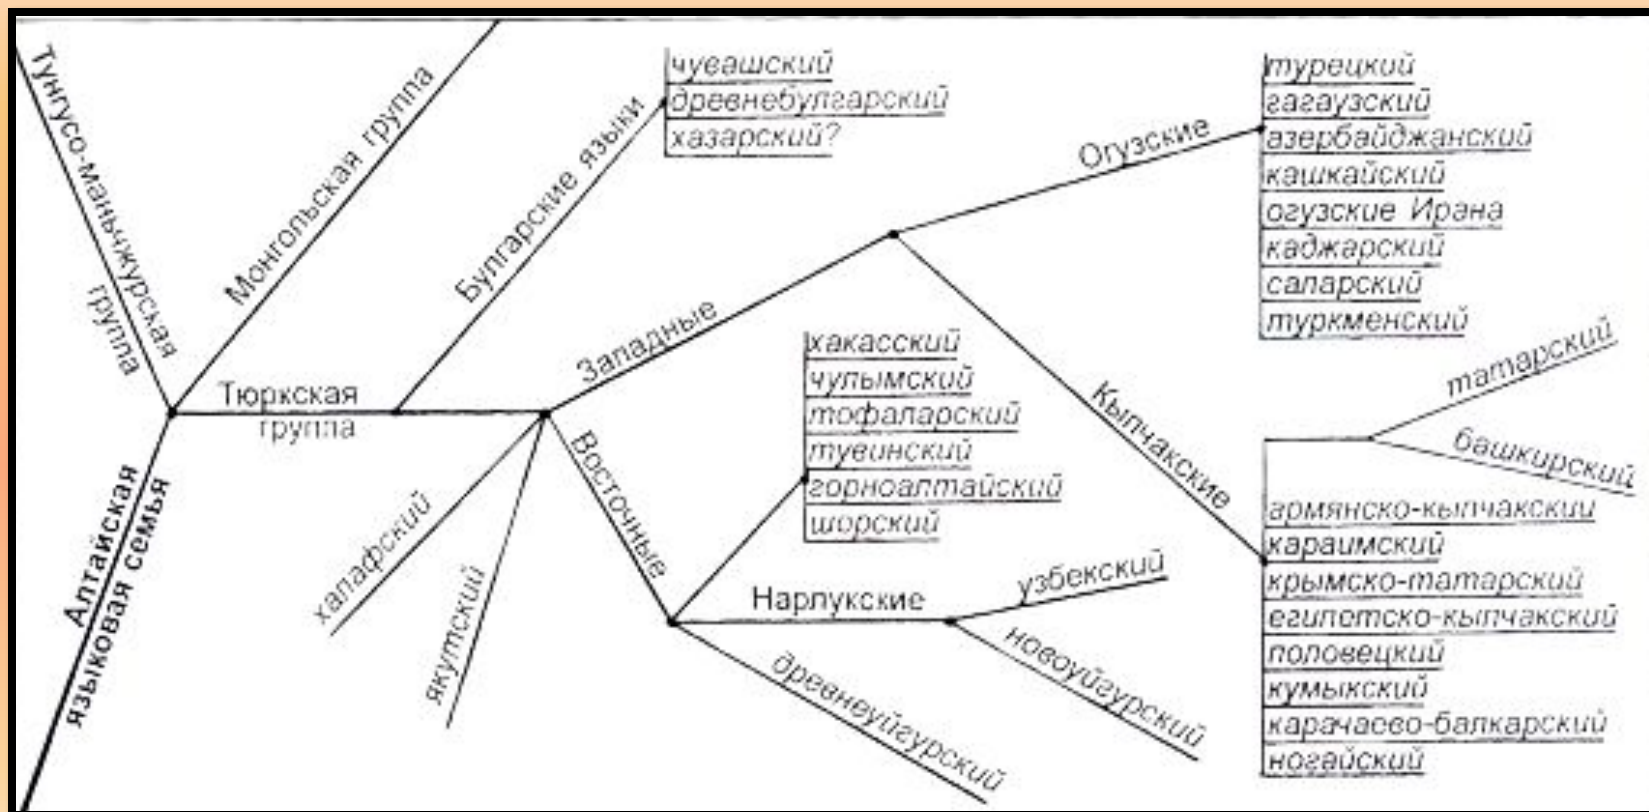 Тунгусо-маньчжурская
группа
Монгольская группа
Булгарские языки
чувашский
древнебулгарский
хазарский?
Тюркская
группа
Алтайская
языковая семья
халафский
якутский
Западные
Восточные
хакасский
чулымский
тофаларский
тувинский
горноалтайский
шорский
Нарлукские
узбекский
новоуйгурский
древнеуйгурский
Огузские
турецкий
гагаузский
азербайджанский
кашкайский
огузские Ирана
каджарский
саларский
туркменский
Кыпчакские
татарский
башкирский
армянско-кыпчакский
караимский
крымско-татарский
египетско-кыпчакский
половецкий
кумыкский
карачаево-балкарский
ногайский